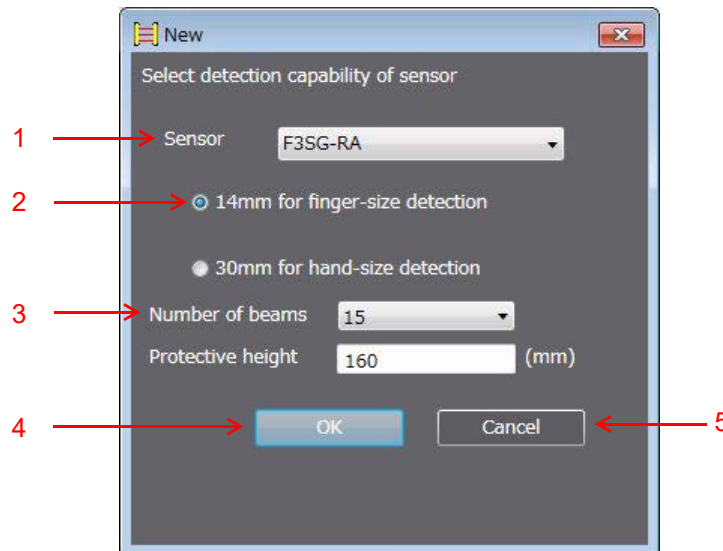 New
Select detection capability of sensor
1 Sensor F3SG-RA
2 14mm for finger-size detection
30mm for hand-size detection
3 Number of beams 15
Protective height 160 (mm)
4 OK Cancel 5